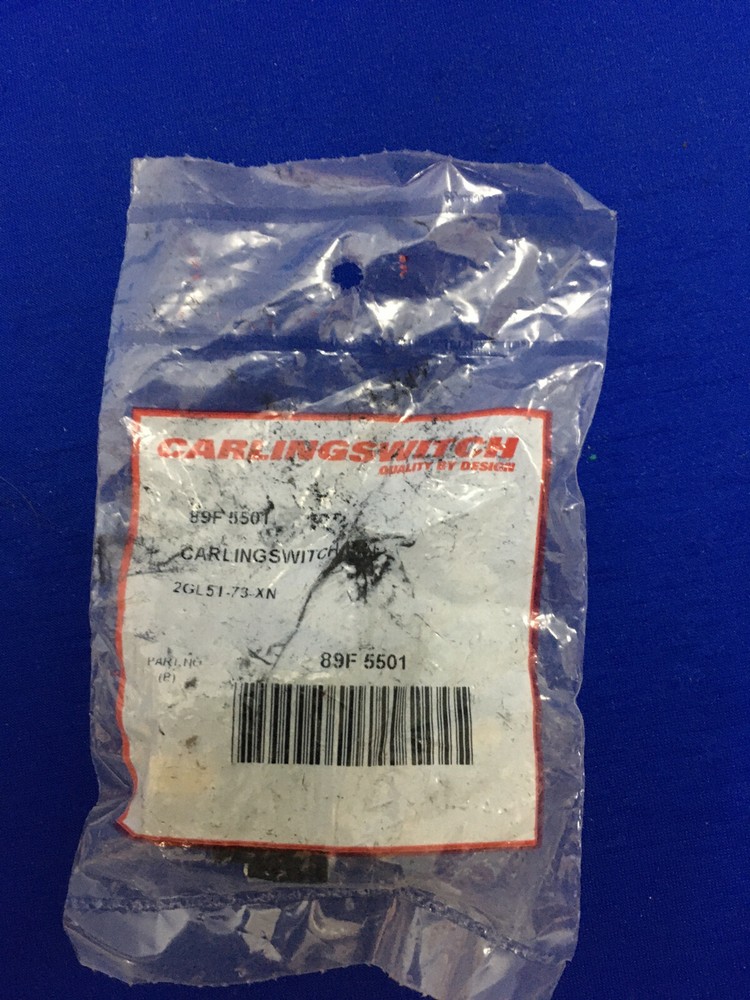 CARLINGSWITCH
QUALITY BY DESIGN
89F 5501
CARLINGSWITCH
2GL51-73-XN
PART NO
(P)
89F 5501